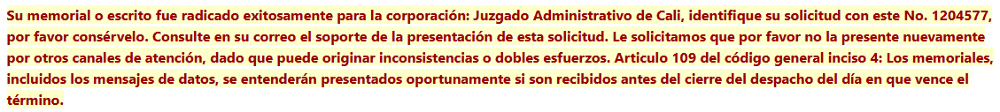 Su memorial o escrito fue radicado exitosamente para la corporación: Juzgado Administrativo de Cali, identifique su solicitud con este No. 1204577,
por favor consérvelo. Consulte en su correo el soporte de la presentación de esta solicitud. Le solicitamos que por favor no la presente nuevamente
por otros canales de atención, dado que puede originar inconsistencias o dobles esfuerzos. Articulo 109 del código general inciso 4: Los memoriales,
incluidos los mensajes de datos, se entenderán presentados oportunamente si son recibidos antes del cierre del despacho del día en que vence el
término.